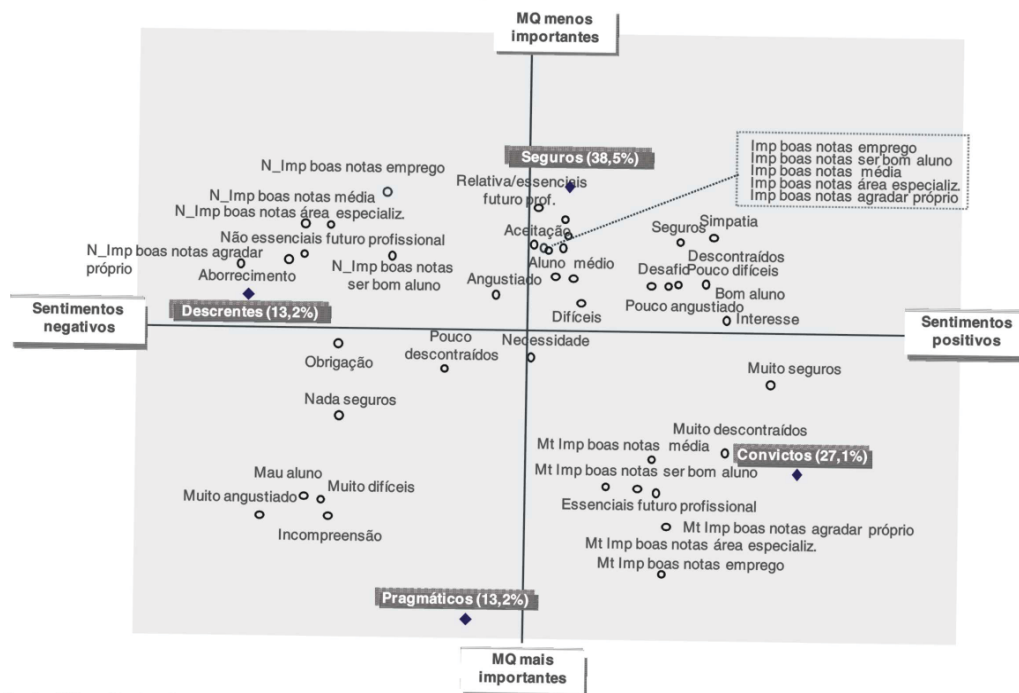 MQ menos
importantes
Seguros (38,5%)
Imp boas notas emprego
Imp boas notas ser bom aluno
Imp boas notas média
Imp boas notas área especializ.
Imp boas notas agradar próprio
N_Imp boas notas emprego
Relativa/essenciais
futuro prof.
N_Imp boas notas média
N_Imp boas notas área especializ.
Seguros
Simpatia
Aceitação
Não essenciais futuro profissional
N_Imp boas notas agradar
próprio
Descontraídos
Aborrecimento
N_Imp boas notas
ser bom aluno
Aluno médio
Angustiado
Desafio
Pouco difíceis
Bom aluno
Pouco angustiado
Sentimentos
negativos
Descrentes (13,2%)
Difíceis
Interesse
Sentimentos
positivos
Pouco
descontraídos
Necessidade
Obrigação
Muito seguros
Nada seguros
Muito descontraídos
Mt Imp boas notas média
Convictos (27,1%)
Mau aluno
Mt Imp boas notas ser bom aluno
Muito angustiado
Muito difíceis
Essenciais futuro profissional
Incompreensão
Mt Imp boas notas agradar próprio
Mt Imp boas notas área especializ.
Mt Imp boas notas emprego
Pragmáticos (13,2%)
MQ mais
importantes